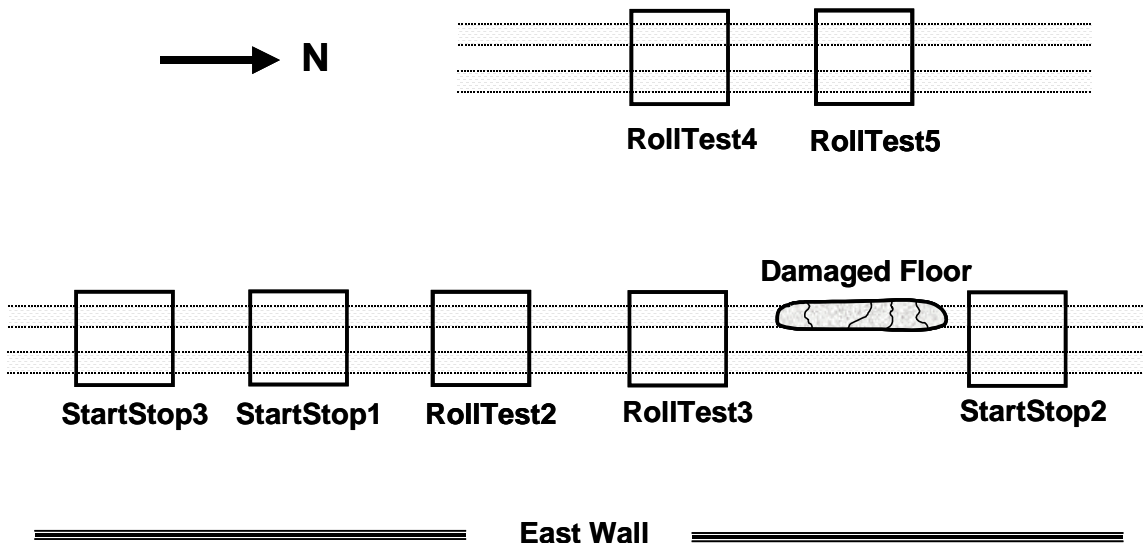 N
RollTest4 RollTest5
Damaged Floor
StartStop3 StartStop1 RollTest2 RollTest3 StartStop2
East Wall